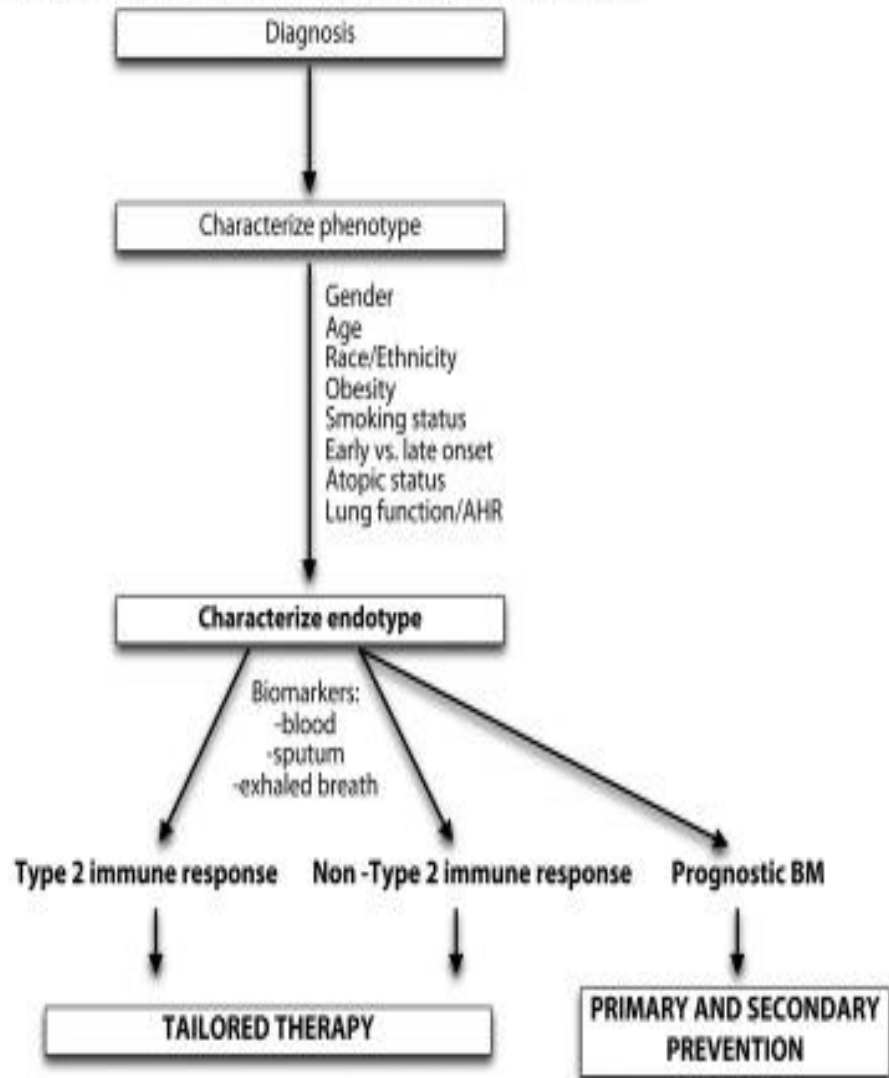 Diagnosis
Characterize phenotype
Gender
Age
Race/Ethnicity
Obesity
Smoking status
Early vs. late onset
Atopic status
Lung function/AHR
Characterize endotype
Biomarkers:
-blood
-sputum
-exhaled breath
Type 2 immune response
Non -Type 2 immune response
Prognostic BM
TAILORED THERAPY
PRIMARY AND SECONDARY
PREVENTION